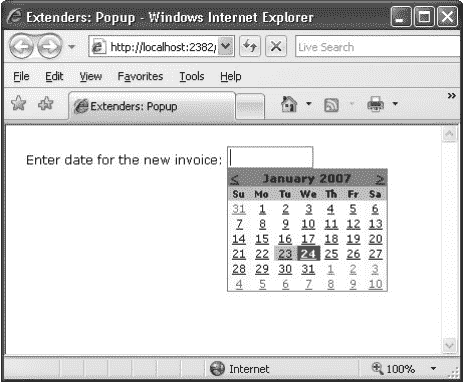 Extenders: Popup - Windows Internet Explorer
http://localhost:2382/
Live Search
File Edit View Favorites Tools Help
Extenders: Popup
»
Enter date for the new invoice:
< January 2007 >
Su Mo Tu We Th Fr Sa
31 1 2 3 4 5 6
7 8 9 10 11 12 13
14 15 16 17 18 19 20
21 22 23 24 25 26 27
28 29 30 31 1 2 3
4 5 6 7 8 9 10
Internet
100%